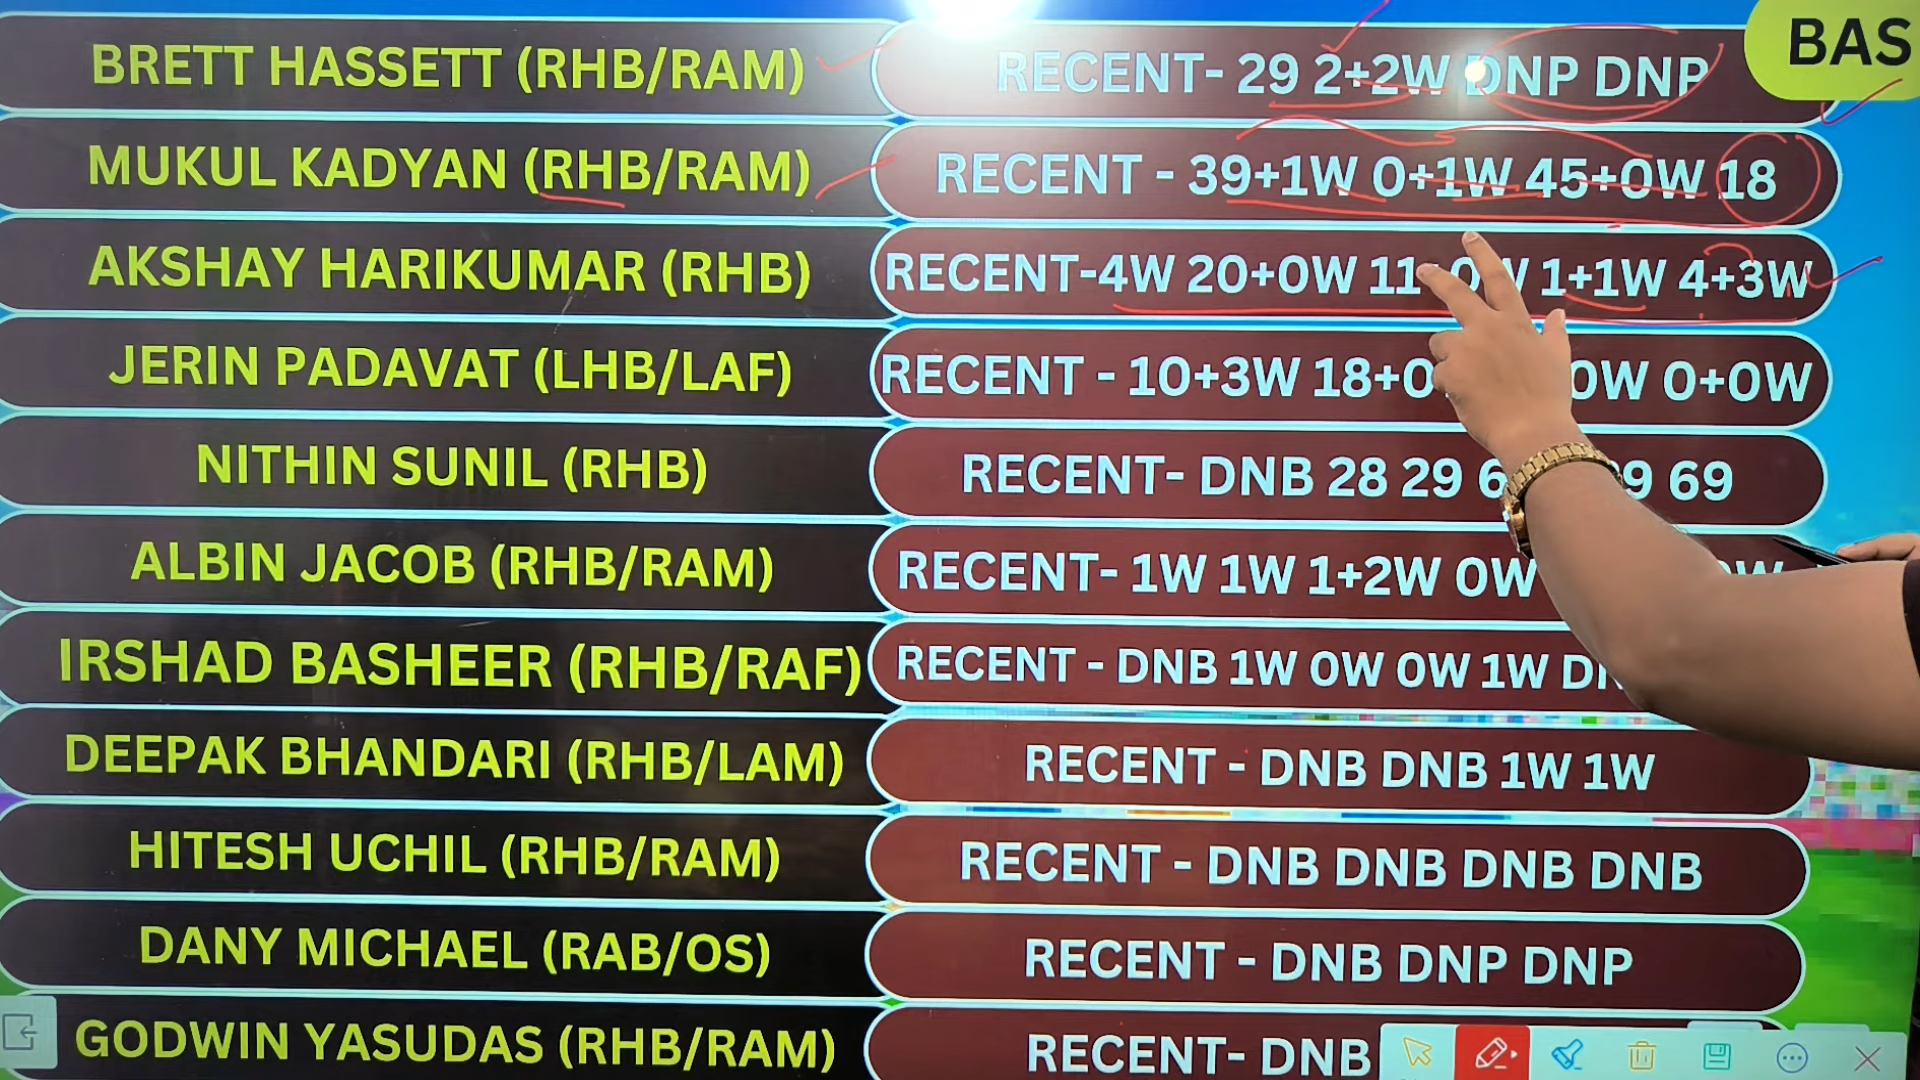 BAS
BRETT HASSETT (RHB/RAM) RECENT- 29 2+2W DNP DNP
MUKUL KADYAN (RHB/RAM) RECENT - 39+1W 0+1W 45+0W 18
AKSHAY HARIKUMAR (RHB) RECENT-4W 20+0W 11+0W 1+1W 4+3W
JERIN PADAVAT (LHB/LAF) RECENT - 10+3W 18+0 0W 0+0W
NITHIN SUNIL (RHB) RECENT- DNB 28 29 69
ALBIN JACOB (RHB/RAM) RECENT- 1W 1W 1+2W 0W
IRSHAD BASHEER (RHB/RAF) RECENT - DNB 1W 0W 0W 1W
DEEPAK BHANDARI (RHB/LAM) RECENT - DNB DNB 1W 1W
HITESH UCHIL (RHB/RAM) RECENT - DNB DNB DNB DNB
DANY MICHAEL (RAB/OS) RECENT - DNB DNP DNP
GODWIN YASUDAS (RHB/RAM) RECENT- DNB